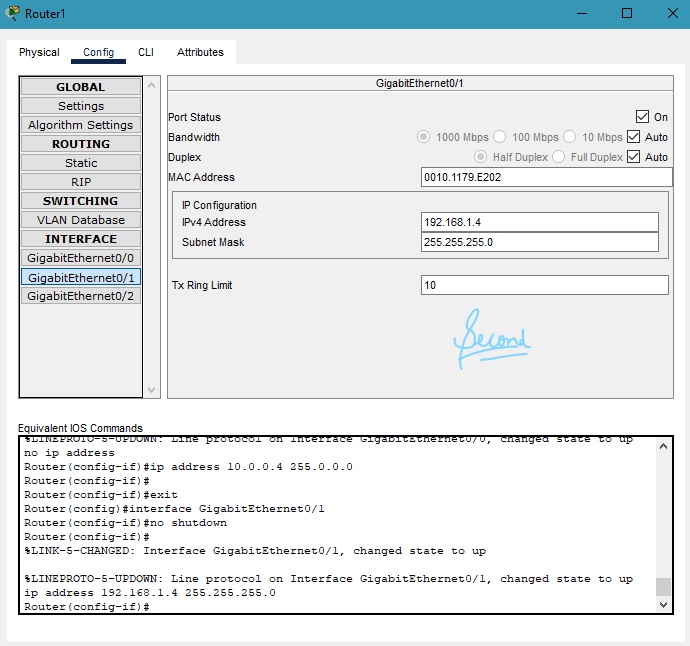 Router1
Physical Config CLI Attributes
GLOBAL
Settings
Algorithm Settings
ROUTING
Static
RIP
SWITCHING
VLAN Database
INTERFACE
GigabitEthernet0/0
GigabitEthernet0/1
GigabitEthernet0/2
GigabitEthernet0/1
Port Status On
Bandwidth 1000 Mbps 100 Mbps 10 Mbps Auto
Duplex Half Duplex Full Duplex Auto
MAC Address 0010.1179.E202
IP Configuration
IPv4 Address 192.168.1.4
Subnet Mask 255.255.255.0
Tx Ring Limit 10
Second
Equivalent IOS Commands
%LINEPROTO-5-UPDOWN: Line protocol on Interface GigabitEthernet0/0, changed state to up
no ip address
Router(config-if)#ip address 10.0.0.4 255.0.0.0
Router(config-if)#
Router(config-if)#exit
Router(config)#interface GigabitEthernet0/1
Router(config-if)#no shutdown
Router(config-if)#
%LINK-5-CHANGED: Interface GigabitEthernet0/1, changed state to up
%LINEPROTO-5-UPDOWN: Line protocol on Interface GigabitEthernet0/1, changed state to up
ip address 192.168.1.4 255.255.255.0
Router(config-if)#